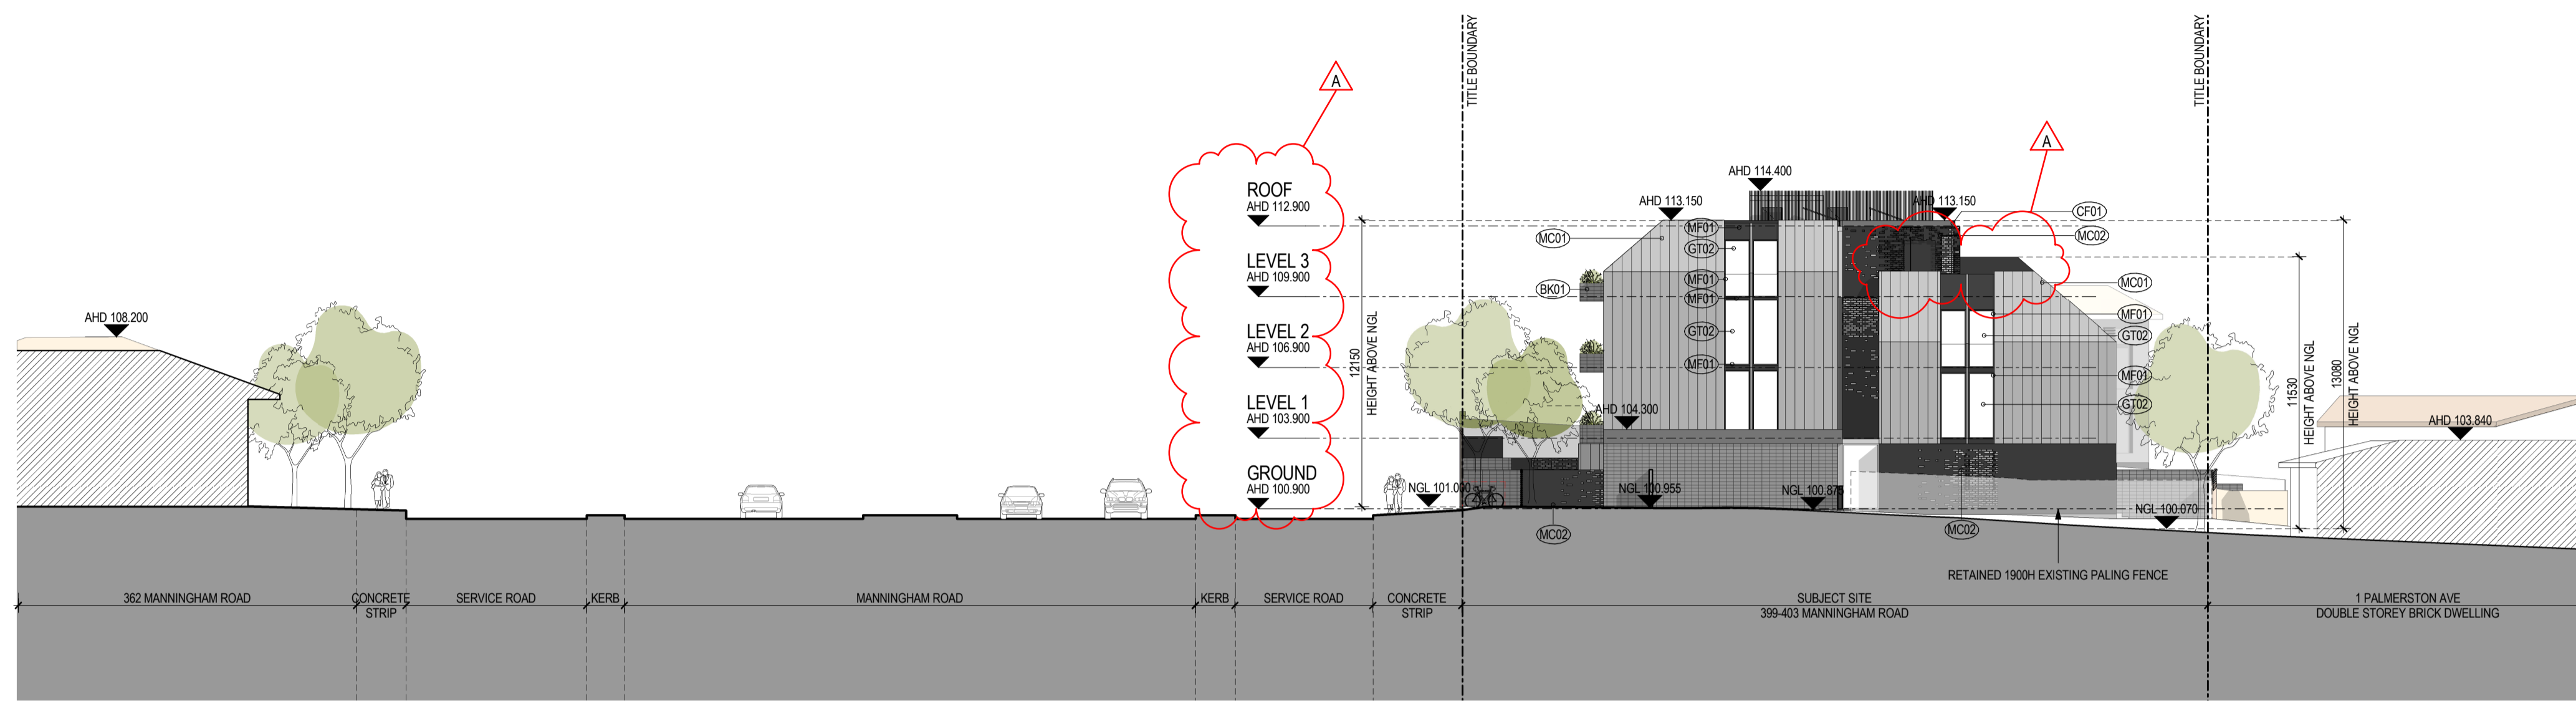 A
TITLE BOUNDARY
TITLE BOUNDARY
A
ROOF
AHD 112.900
LEVEL 3
AHD 109.900
LEVEL 2
AHD 106.900
LEVEL 1
AHD 103.900
GROUND
AHD 100.900
12150
HEIGHT ABOVE NGL
AHD 108.200
AHD 114.400
AHD 113.150
AHD 113.150
MC01
BK01
MF01
GT02
MF01
MF01
GT02
MF01
AHD 104.300
CF01
MC02
MC01
MF01
GT02
MF01
GT02
11530
HEIGHT ABOVE NGL
13080
HEIGHT ABOVE NGL
AHD 103.840
NGL 101.000
NGL 100.955
NGL 100.875
NGL 100.070
MC02
MC02
RETAINED 1900H EXISTING PALING FENCE
362 MANNINGHAM ROAD
CONCRETE
STRIP
SERVICE ROAD
KERB
MANNINGHAM ROAD
KERB
SERVICE ROAD
CONCRETE
STRIP
SUBJECT SITE
399-403 MANNINGHAM ROAD
1 PALMERSTON AVE
DOUBLE STOREY BRICK DWELLING